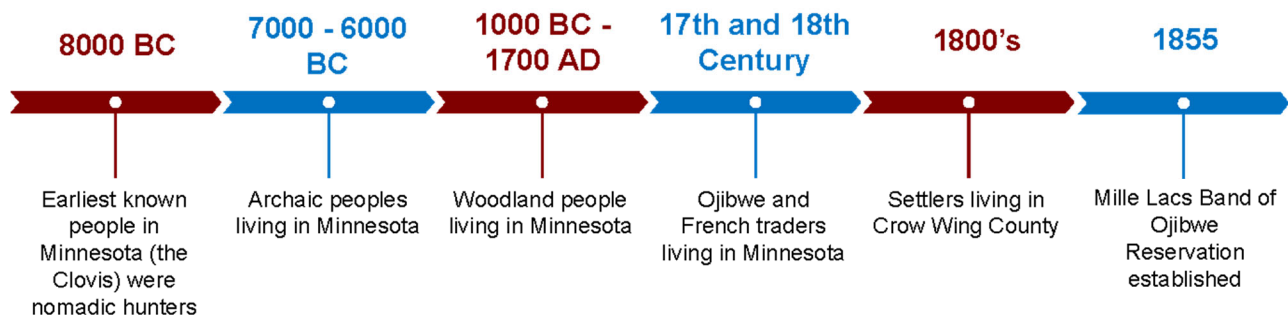 8000 BC
Earliest known
people in
Minnesota (the
Clovis) were
nomadic hunters
7000 - 6000
BC
Archaic peoples
living in Minnesota
1000 BC -
1700 AD
Woodland people
living in Minnesota
17th and 18th
Century
Ojibwe and
French traders
living in Minnesota
1800's
Settlers living in
Crow Wing County
1855
Mille Lacs Band of
Ojibwe
Reservation
established